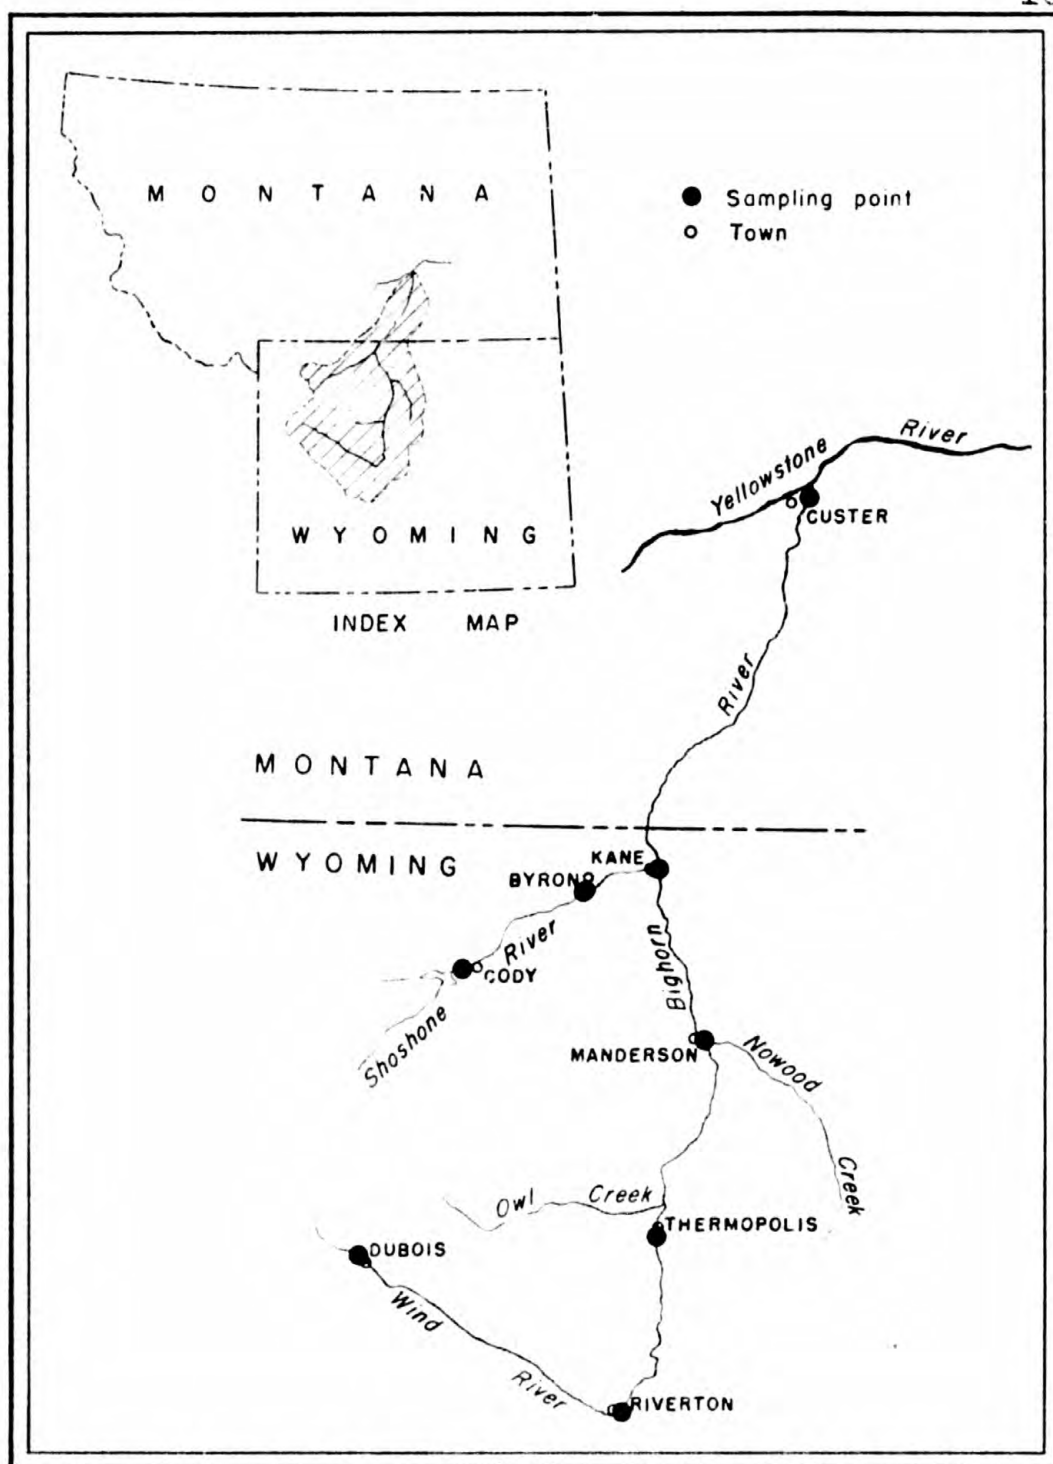 MONTANA
Sampling point
Town
WYOMING
INDEX MAP
River
Yellowstone
CUSTER
River
MONTANA
WYOMING
KANE
BYRON
River
CODY
Bighorn
Shoshone
MANDERSON
Nowood
Creek
Owl Creek
THERMOPOLIS
DUBOIS
Wind
River
RIVERTON